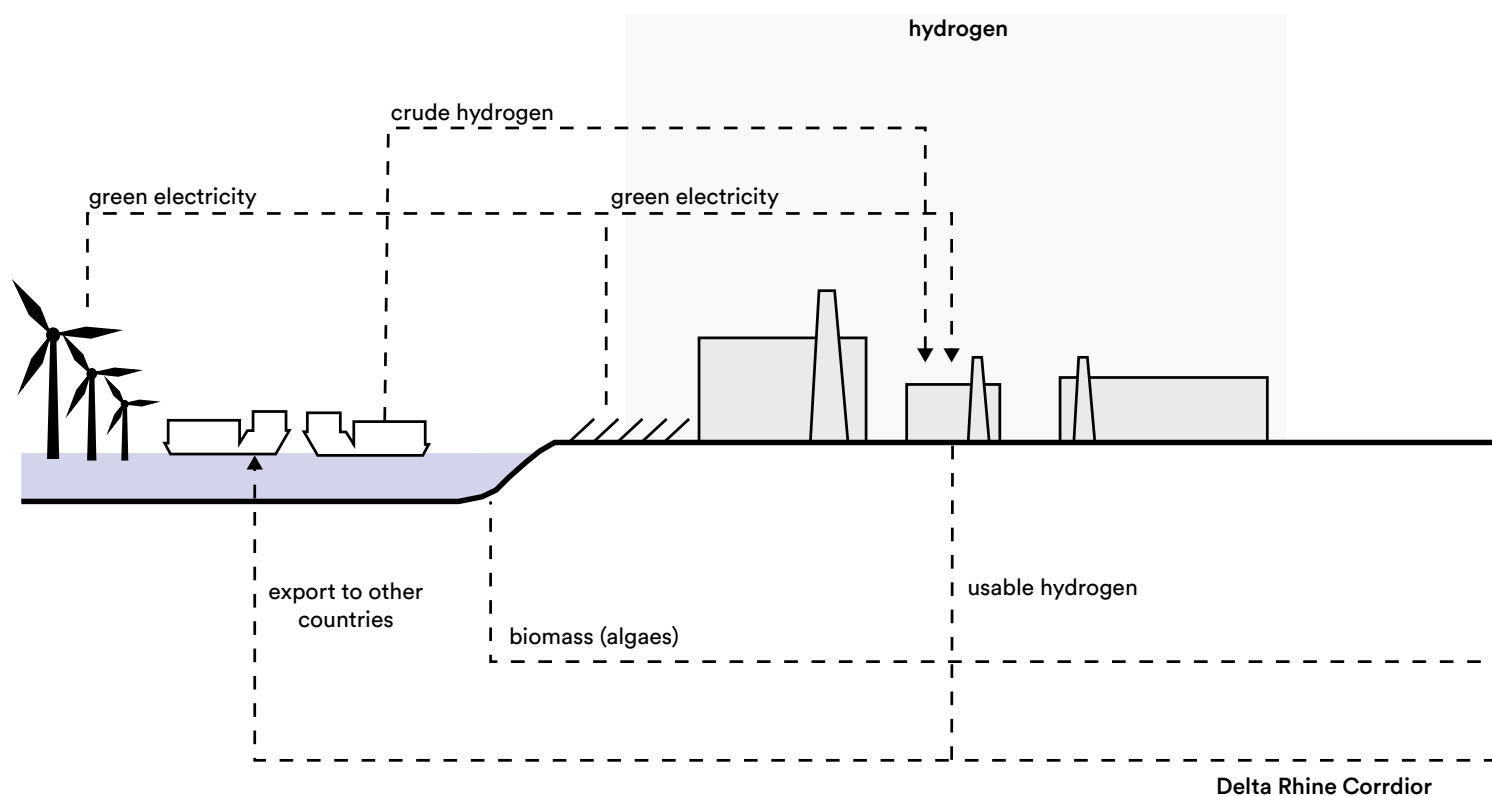 hydrogen
crude hydrogen
green electricity
green electricity
export to other
countries
usable hydrogen
biomass (algaes)
Delta Rhine Corrdior